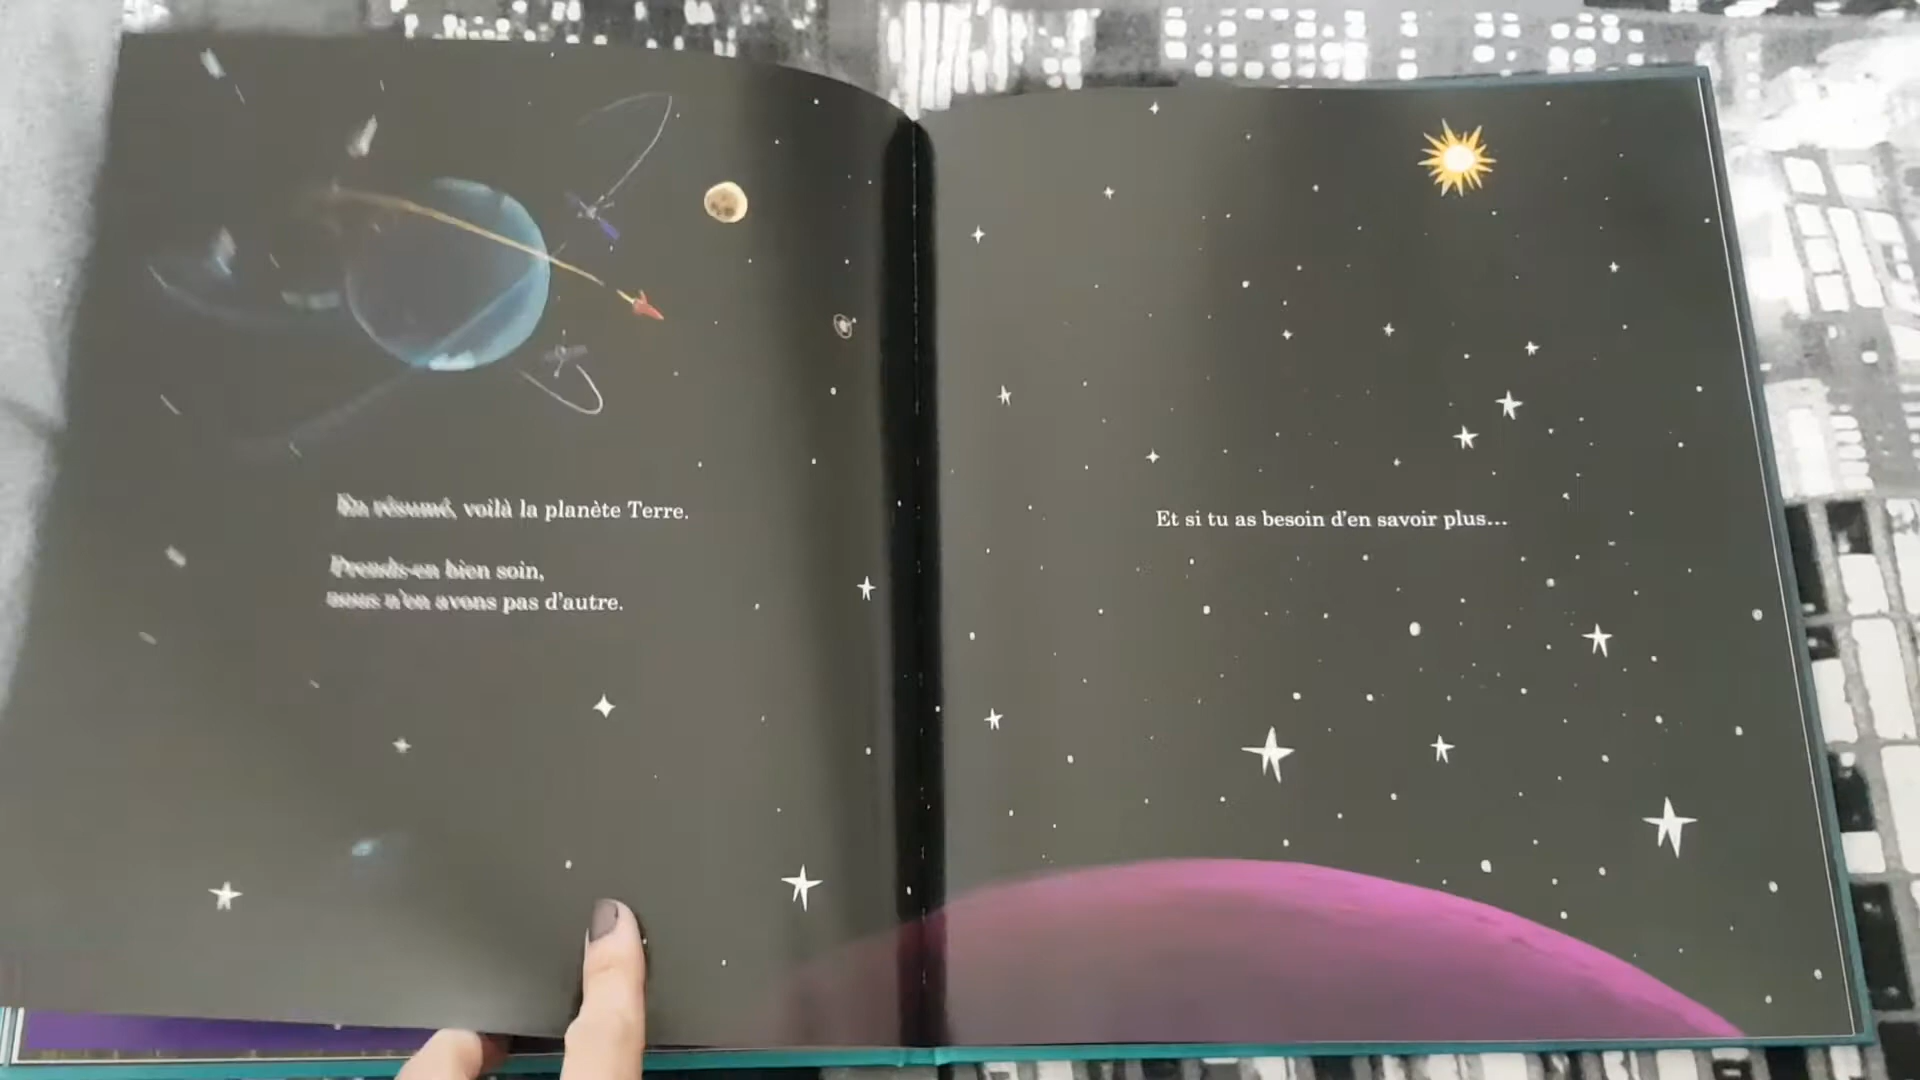 En résumé, voilà la planète Terre.
Prends-en bien soin,
nous n'en avons pas d'autre.
Et si tu as besoin d'en savoir plus...